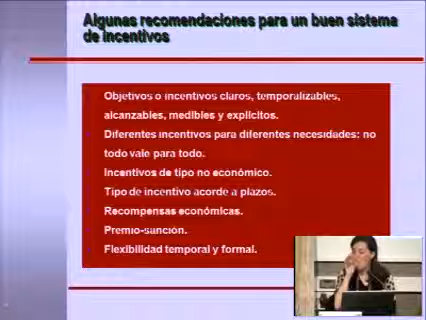 Algunas recomendaciones para un buen sistema
de incentivos
Objetivos o incentivos claros, temporalizables,
alcanzables, medibles y explícitos.
Diferentes incentivos para diferentes necesidades: no
todo vale para todo.
Incentivos de tipo no económico.
Tipo de incentivo acorde a plazos.
Recompensas económicas.
Premio-sanción.
Flexibilidad temporal y formal.